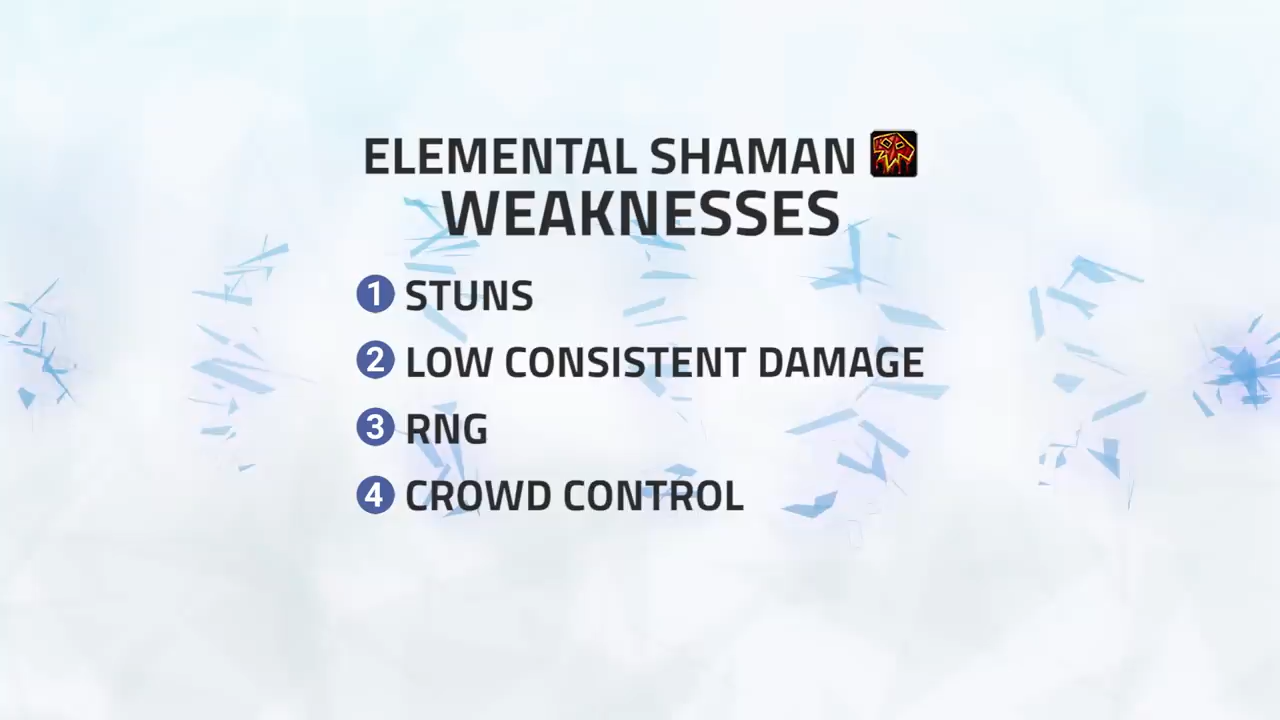 ELEMENTAL SHAMAN
WEAKNESSES
1 STUNS
2 LOW CONSISTENT DAMAGE
3 RNG
4 CROWD CONTROL